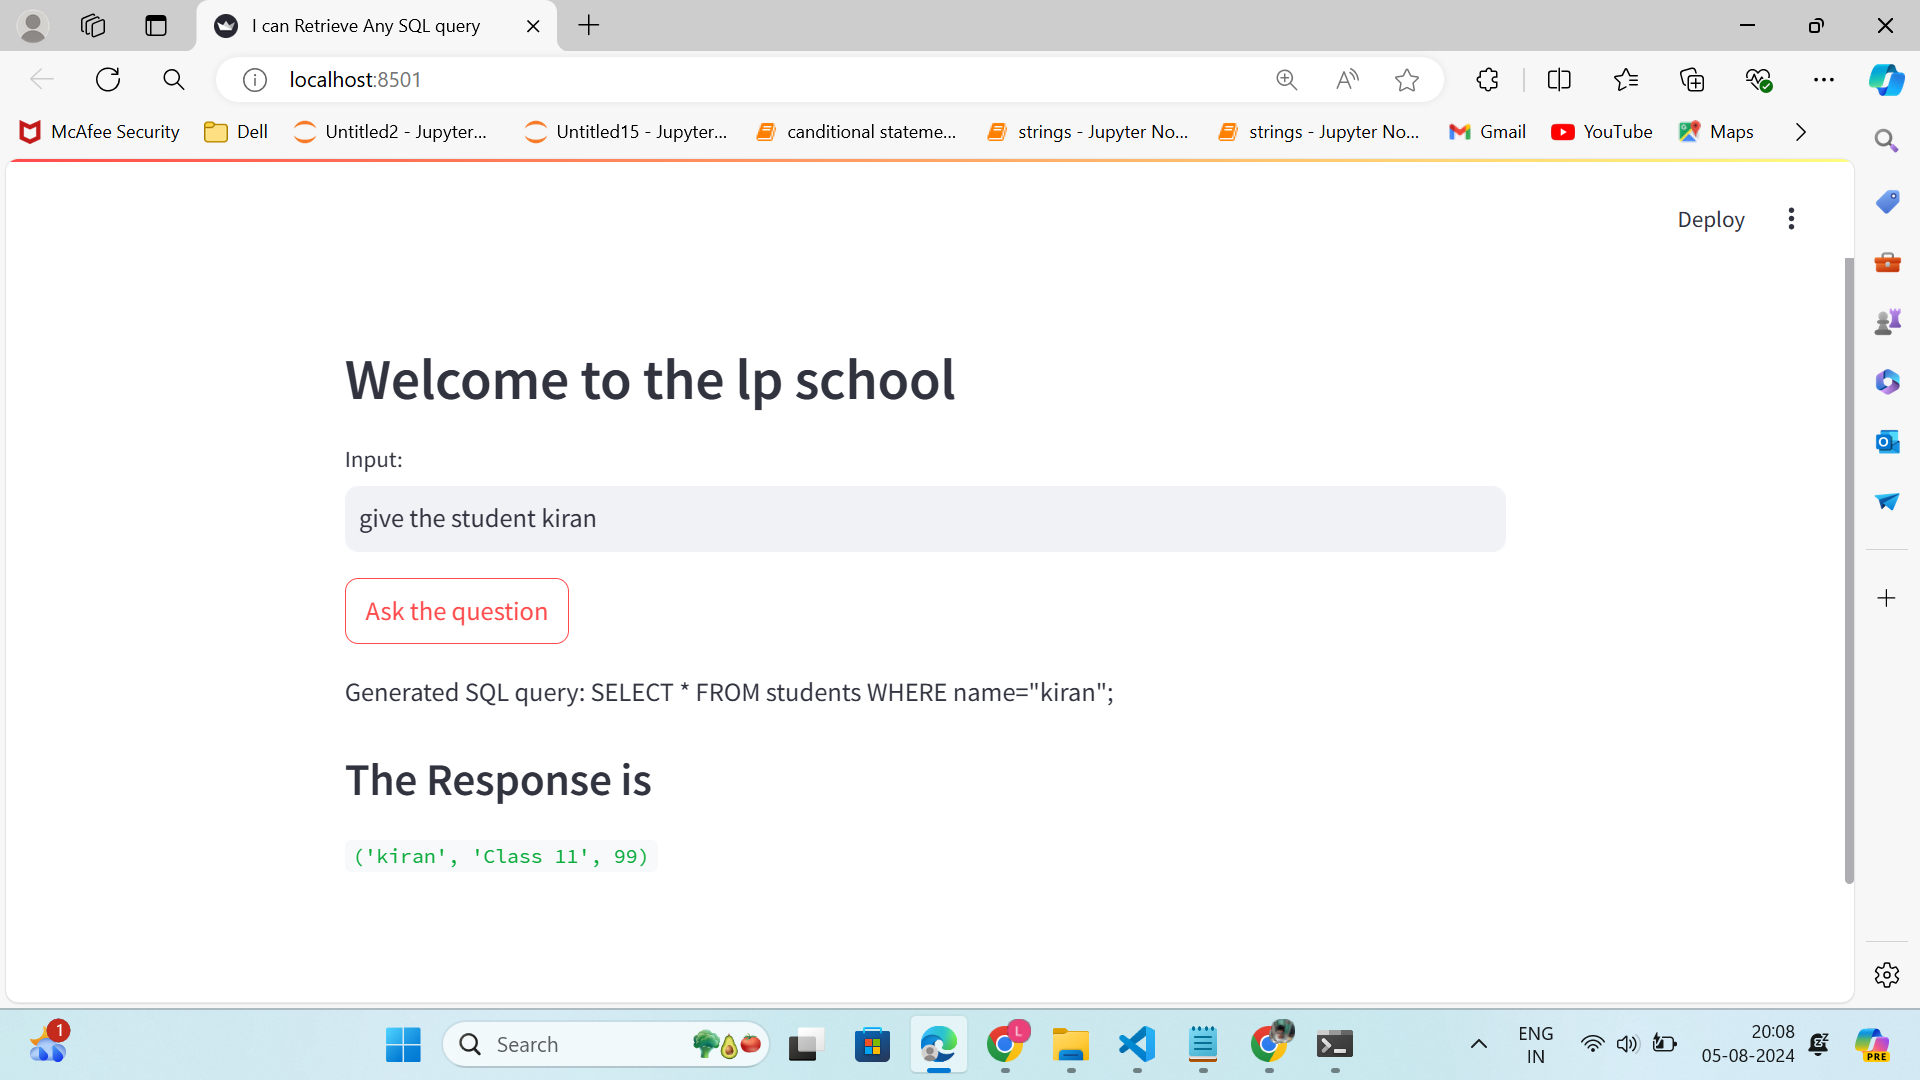 I can Retrieve Any SQL query
localhost:8501
McAfee Security
Dell
Untitled2 - Jupyter...
Untitled15 - Jupyter...
canditional stateme...
strings - Jupyter No...
strings - Jupyter No...
Gmail
YouTube
Maps
Deploy
Welcome to the lp school
Input:
give the student kiran
Ask the question
Generated SQL query: SELECT * FROM students WHERE name="kiran";
The Response is
('kiran', 'Class 11', 99)
1
Search
L
ENG
IN
20:08
05-08-2024
PRE